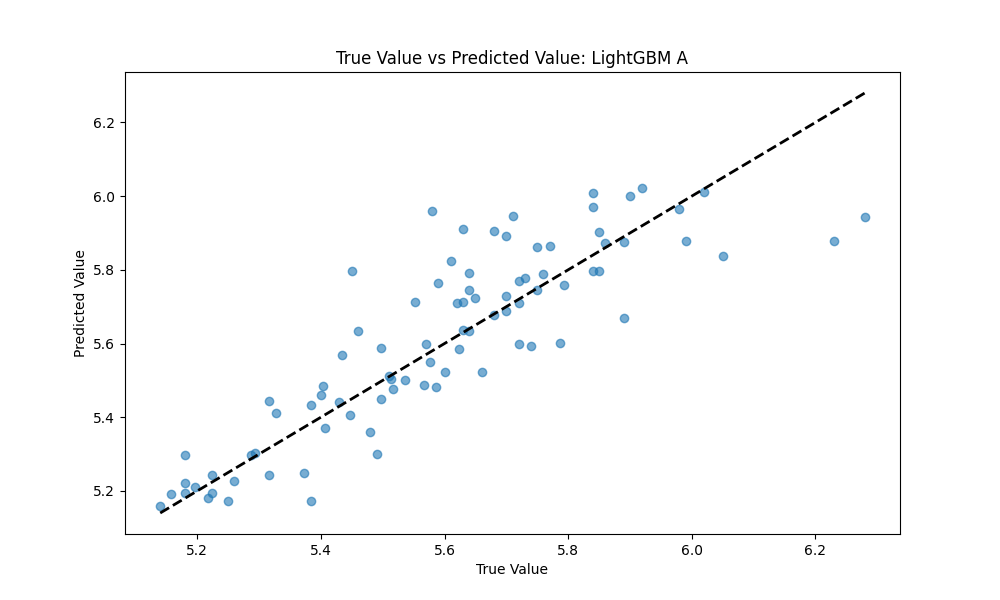 True Value vs Predicted Value: LightGBM A
6.2
6.0
5.8
5.6
5.4
5.2
Predicted Value
5.2 5.4 5.6 5.8 6.0 6.2
True Value